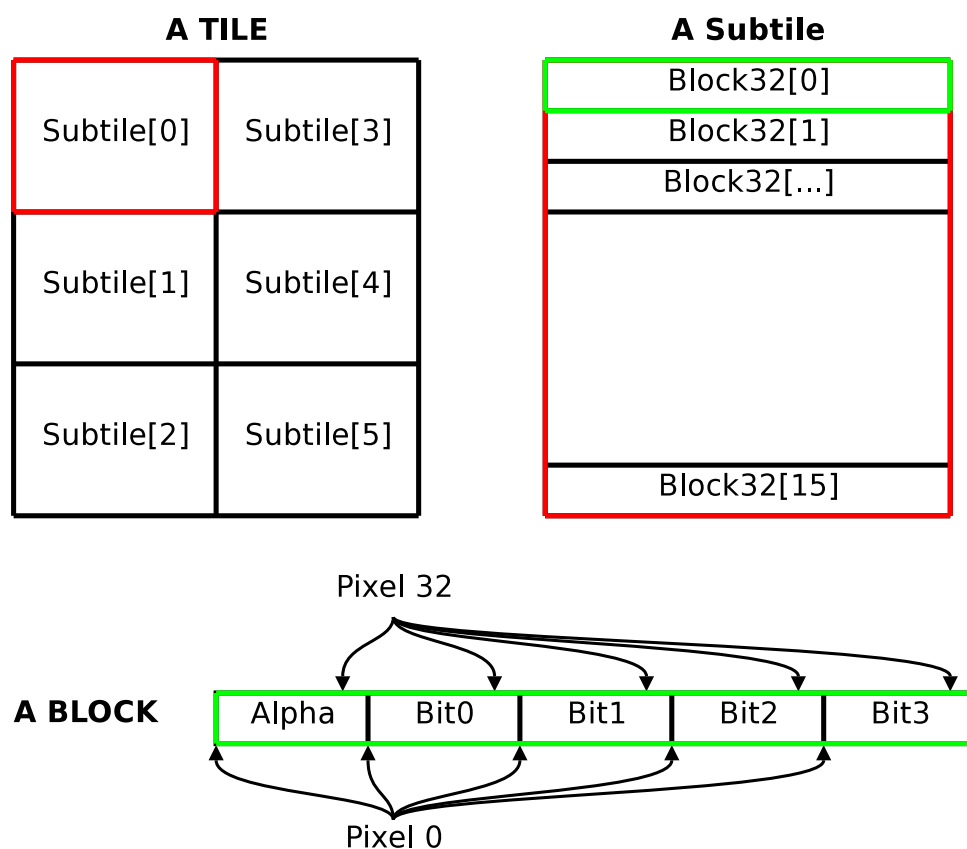 A TILE
Subtile[0]
Subtile[3]
Subtile[1]
Subtile[4]
Subtile[2]
Subtile[5]
A Subtile
Block32[0]
Block32[1]
Block32[...]
Block32[15]
Pixel 32
A BLOCK
Alpha
Bit0
Bit1
Bit2
Bit3
Pixel 0